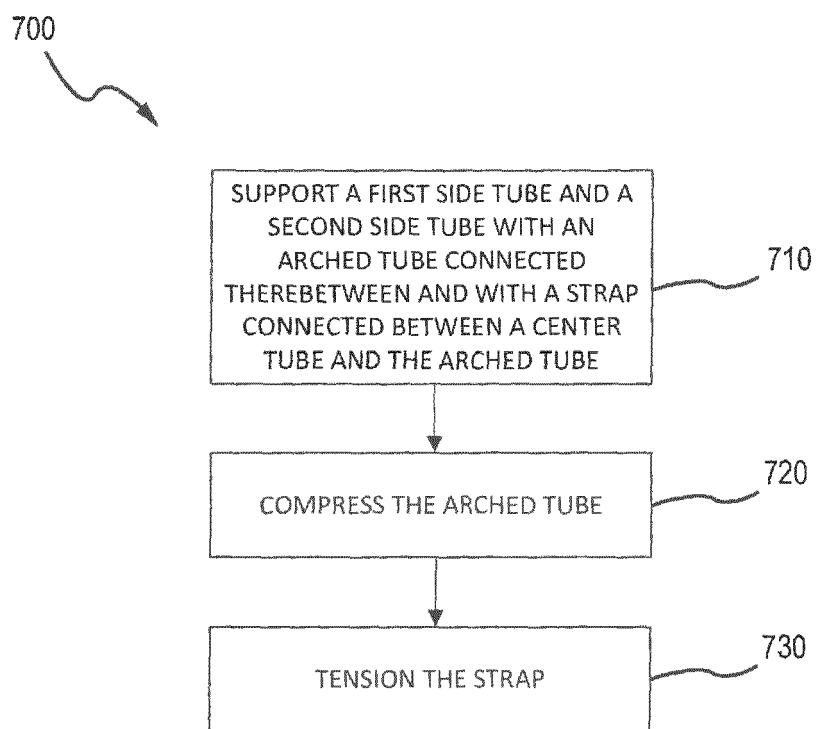 700
SUPPORT A FIRST SIDE TUBE AND A
SECOND SIDE TUBE WITH AN
ARCHED TUBE CONNECTED
THEREBETWEEN AND WITH A STRAP
CONNECTED BETWEEN A CENTER
TUBE AND THE ARCHED TUBE
710
COMPRESS THE ARCHED TUBE
720
TENSION THE STRAP
730